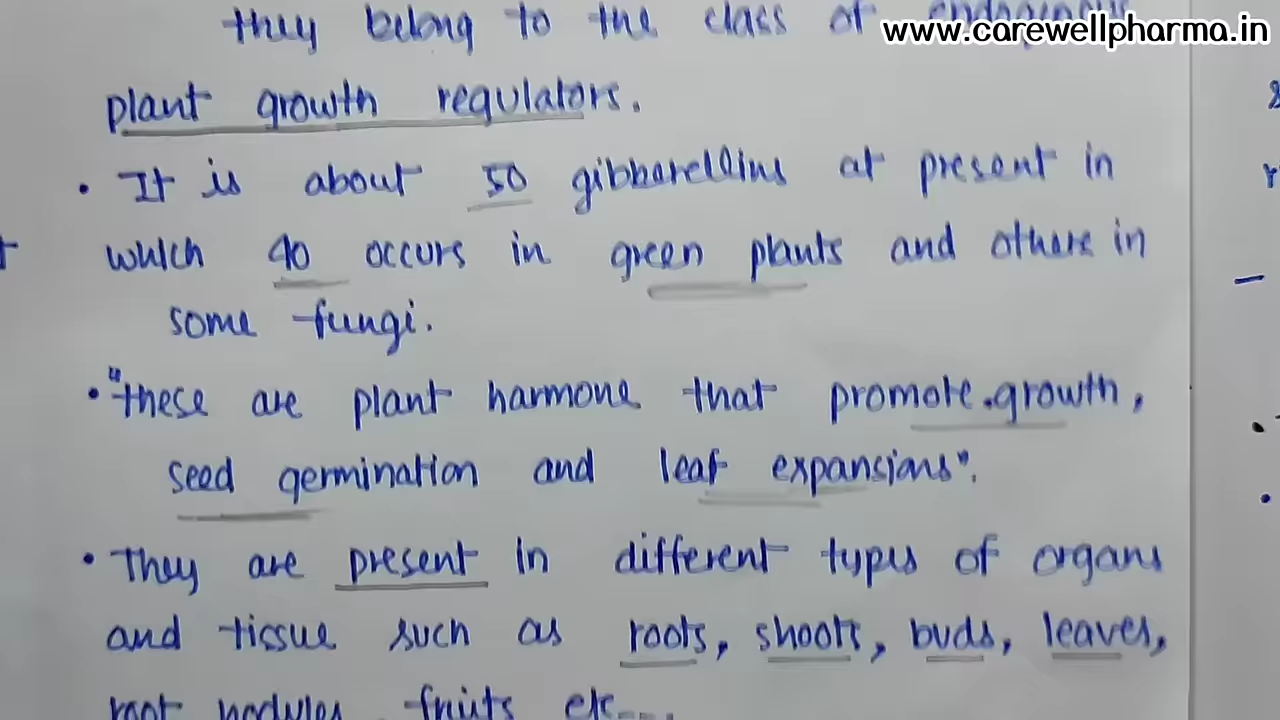 www.carewellpharma.in
they belong to the class of
plant growth regulators.
• It is about 50 gibberellins at present in
which 40 occurs in green plants and others in
some fungi.
• "these are plant harmone that promote growth,
seed germination and leaf expansions".
• They are present in different types of organs
and tissue such as roots, shoots, buds, leaves,
root nodules, fruits etc....